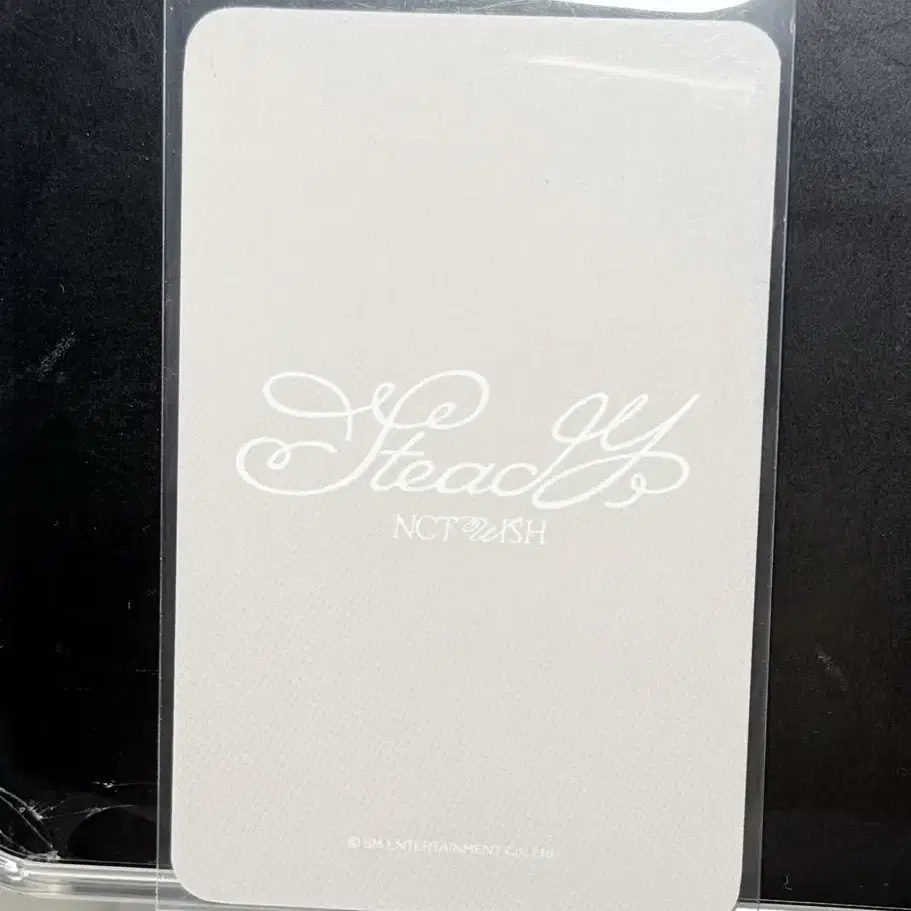 Steady
NCT WISH
© SM ENTERTAINMENT Co., Ltd.